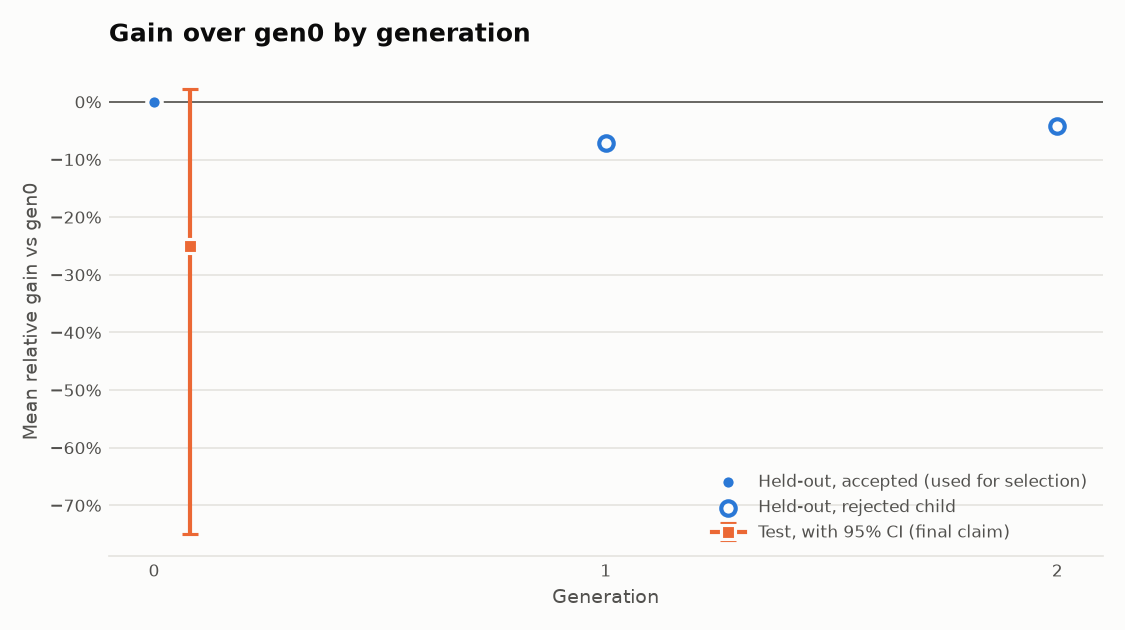 Gain over gen0 by generation
Mean relative gain vs gen0
0%
−10%
−20%
−30%
−40%
−50%
−60%
−70%
Held-out, accepted (used for selection)
Held-out, rejected child
Test, with 95% CI (final claim)
0
1
2
Generation